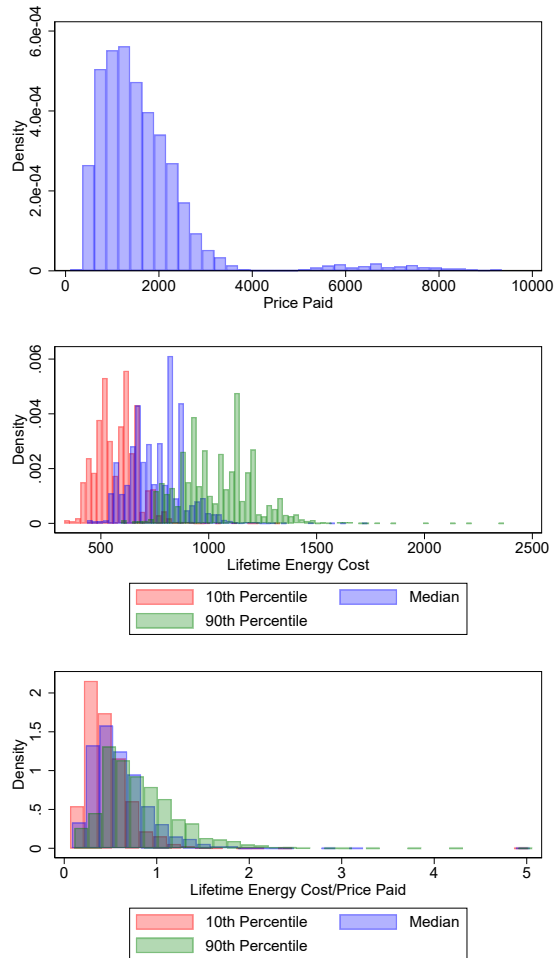 6.0e-04
4.0e-04
2.0e-04
0
Density
0 2000 4000 6000 8000 10000
Price Paid
.006
.004
.002
0
Density
500 1000 1500 2000 2500
Lifetime Energy Cost
10th Percentile Median
90th Percentile
2
1.5
1
.5
0
Density
0 1 2 3 4 5
Lifetime Energy Cost/Price Paid
10th Percentile Median
90th Percentile